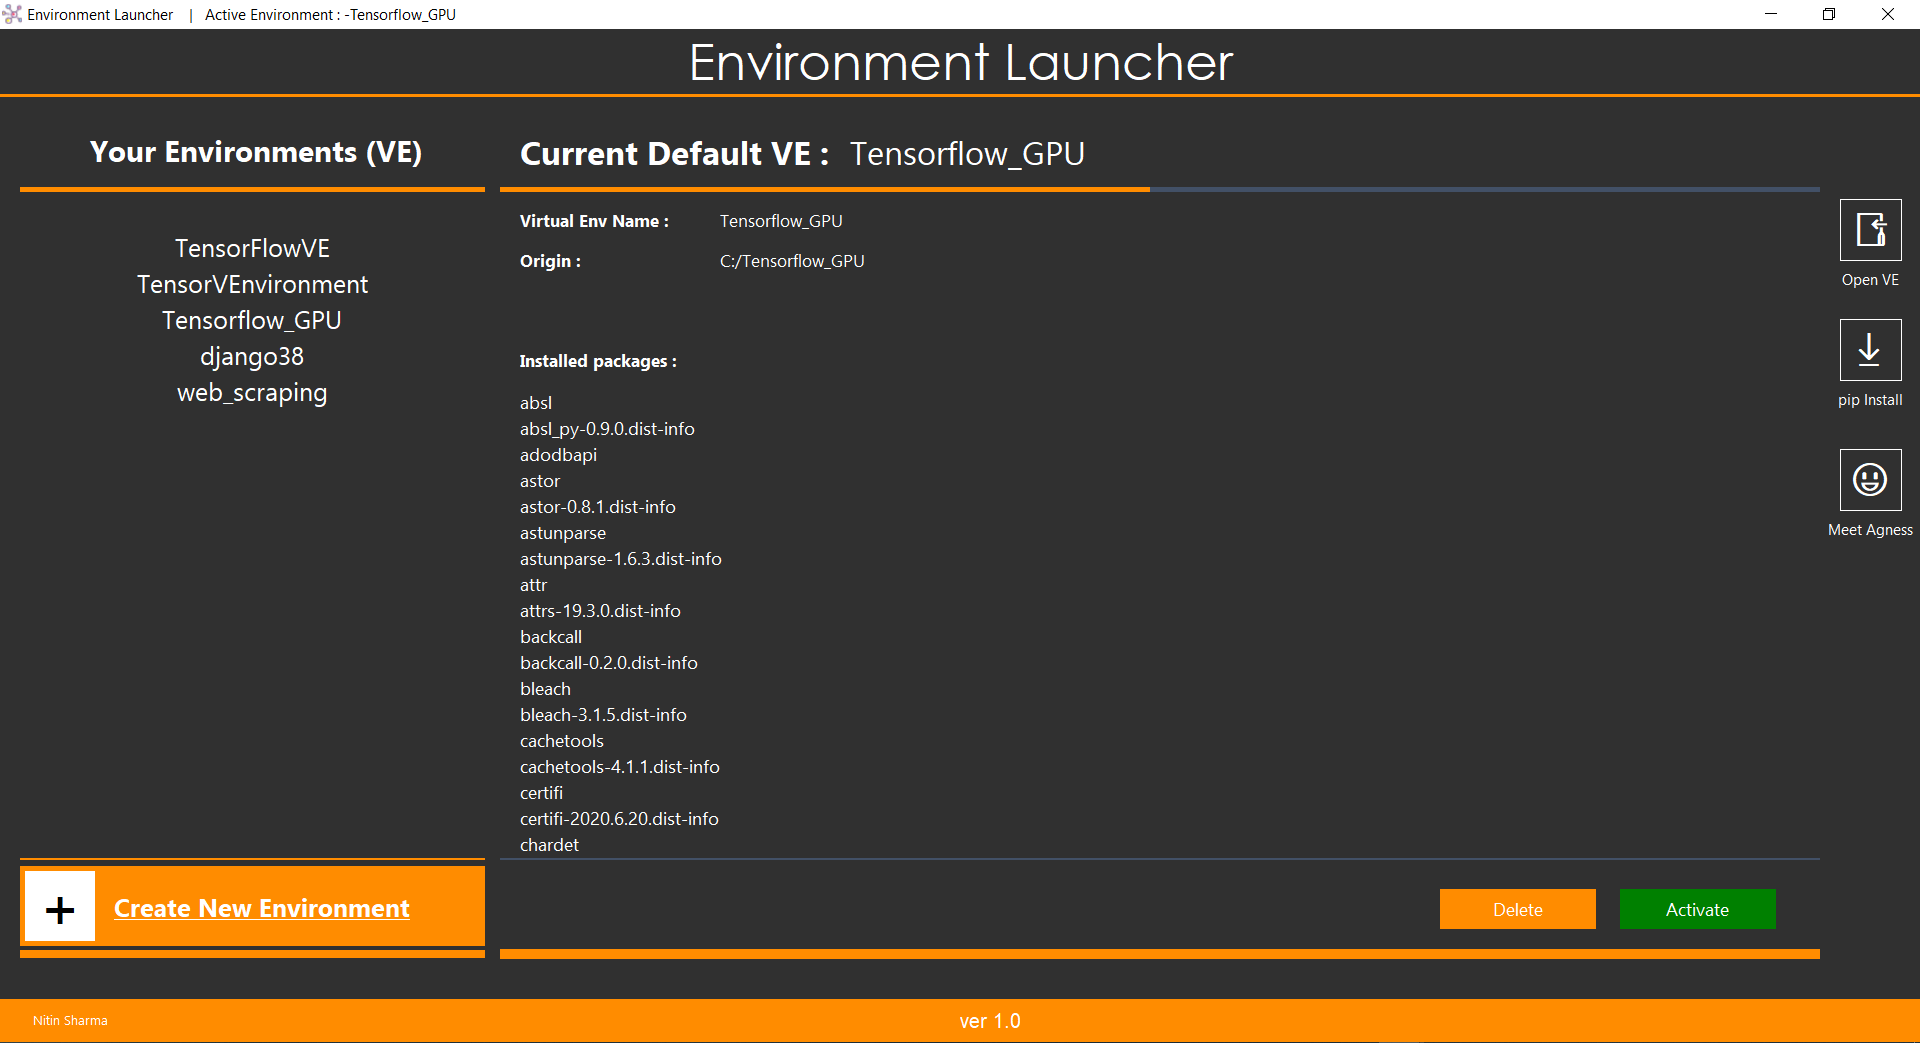 Environment Launcher | Active Environment : -Tensorflow_GPU
Environment Launcher
Your Environments (VE)
TensorFlowVE
TensorVEnvironment
Tensorflow_GPU
django38
web_scraping
+ Create New Environment
Current Default VE : Tensorflow_GPU
Virtual Env Name : Tensorflow_GPU
Origin : C:/Tensorflow_GPU
Installed packages :
absl
absl_py-0.9.0.dist-info
adodbapi
astor
astor-0.8.1.dist-info
astunparse
astunparse-1.6.3.dist-info
attr
attrs-19.3.0.dist-info
backcall
backcall-0.2.0.dist-info
bleach
bleach-3.1.5.dist-info
cachetools
cachetools-4.1.1.dist-info
certifi
certifi-2020.6.20.dist-info
chardet
Delete Activate
Open VE
pip Install
Meet Agness
Nitin Sharma ver 1.0